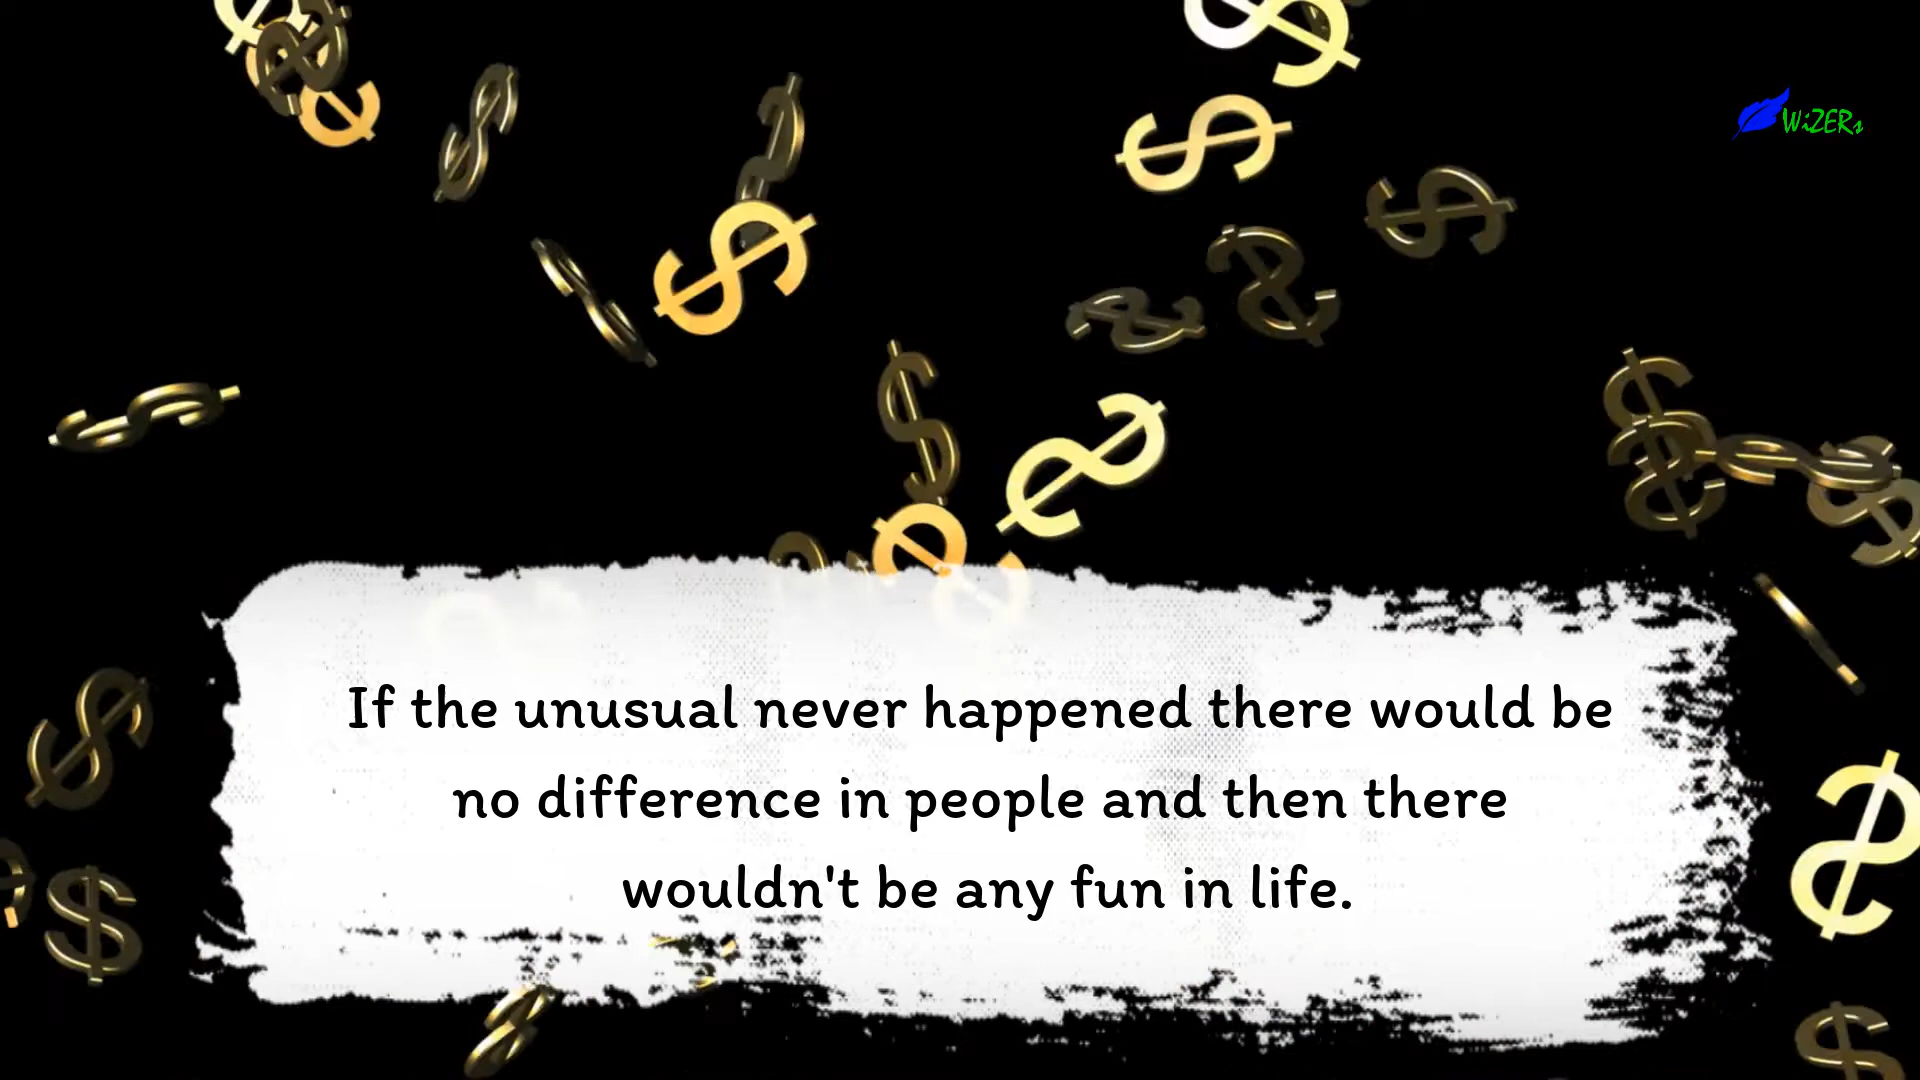 WiZERs
If the unusual never happened there would be
no difference in people and then there
wouldn't be any fun in life.